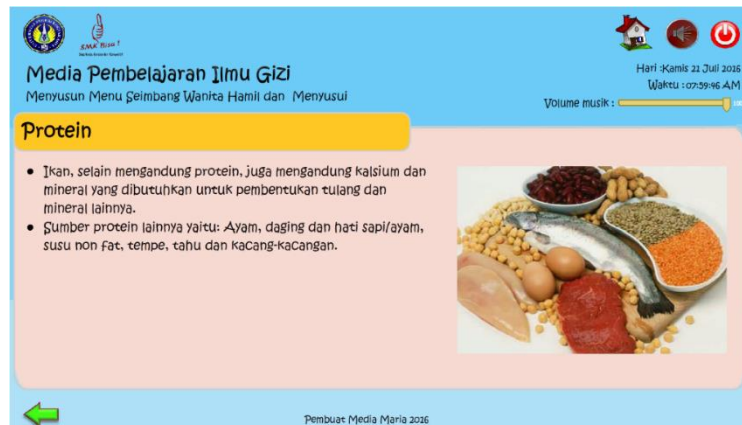 SMK Bisa !
Media Pembelajaran Ilmu Gizi
Menyusun Menu Seimbang Wanita Hamil dan Menyusui
Hari :Kamis 21 Juli 2016
Waktu : 07:59:46 AM
Volume musik :
Protein
• Ikan, selain mengandung protein, juga mengandung kalsium dan
mineral yang dibutuhkan untuk pembentukan tulang dan
mineral lainnya.
• Sumber protein lainnya yaitu: Ayam, daging dan hati sapi/ayam,
susu non fat, tempe, tahu dan kacang-kacangan.
Pembuat Media Maria 2016